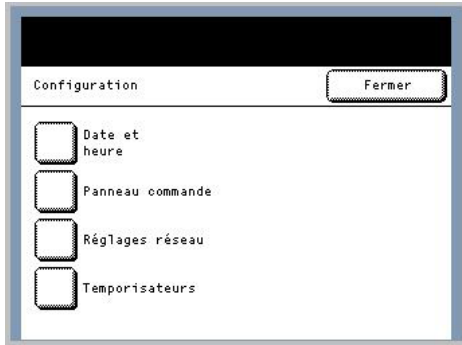 Configuration
Fermer
Date et
heure
Panneau commande
Réglages réseau
Temporisateurs